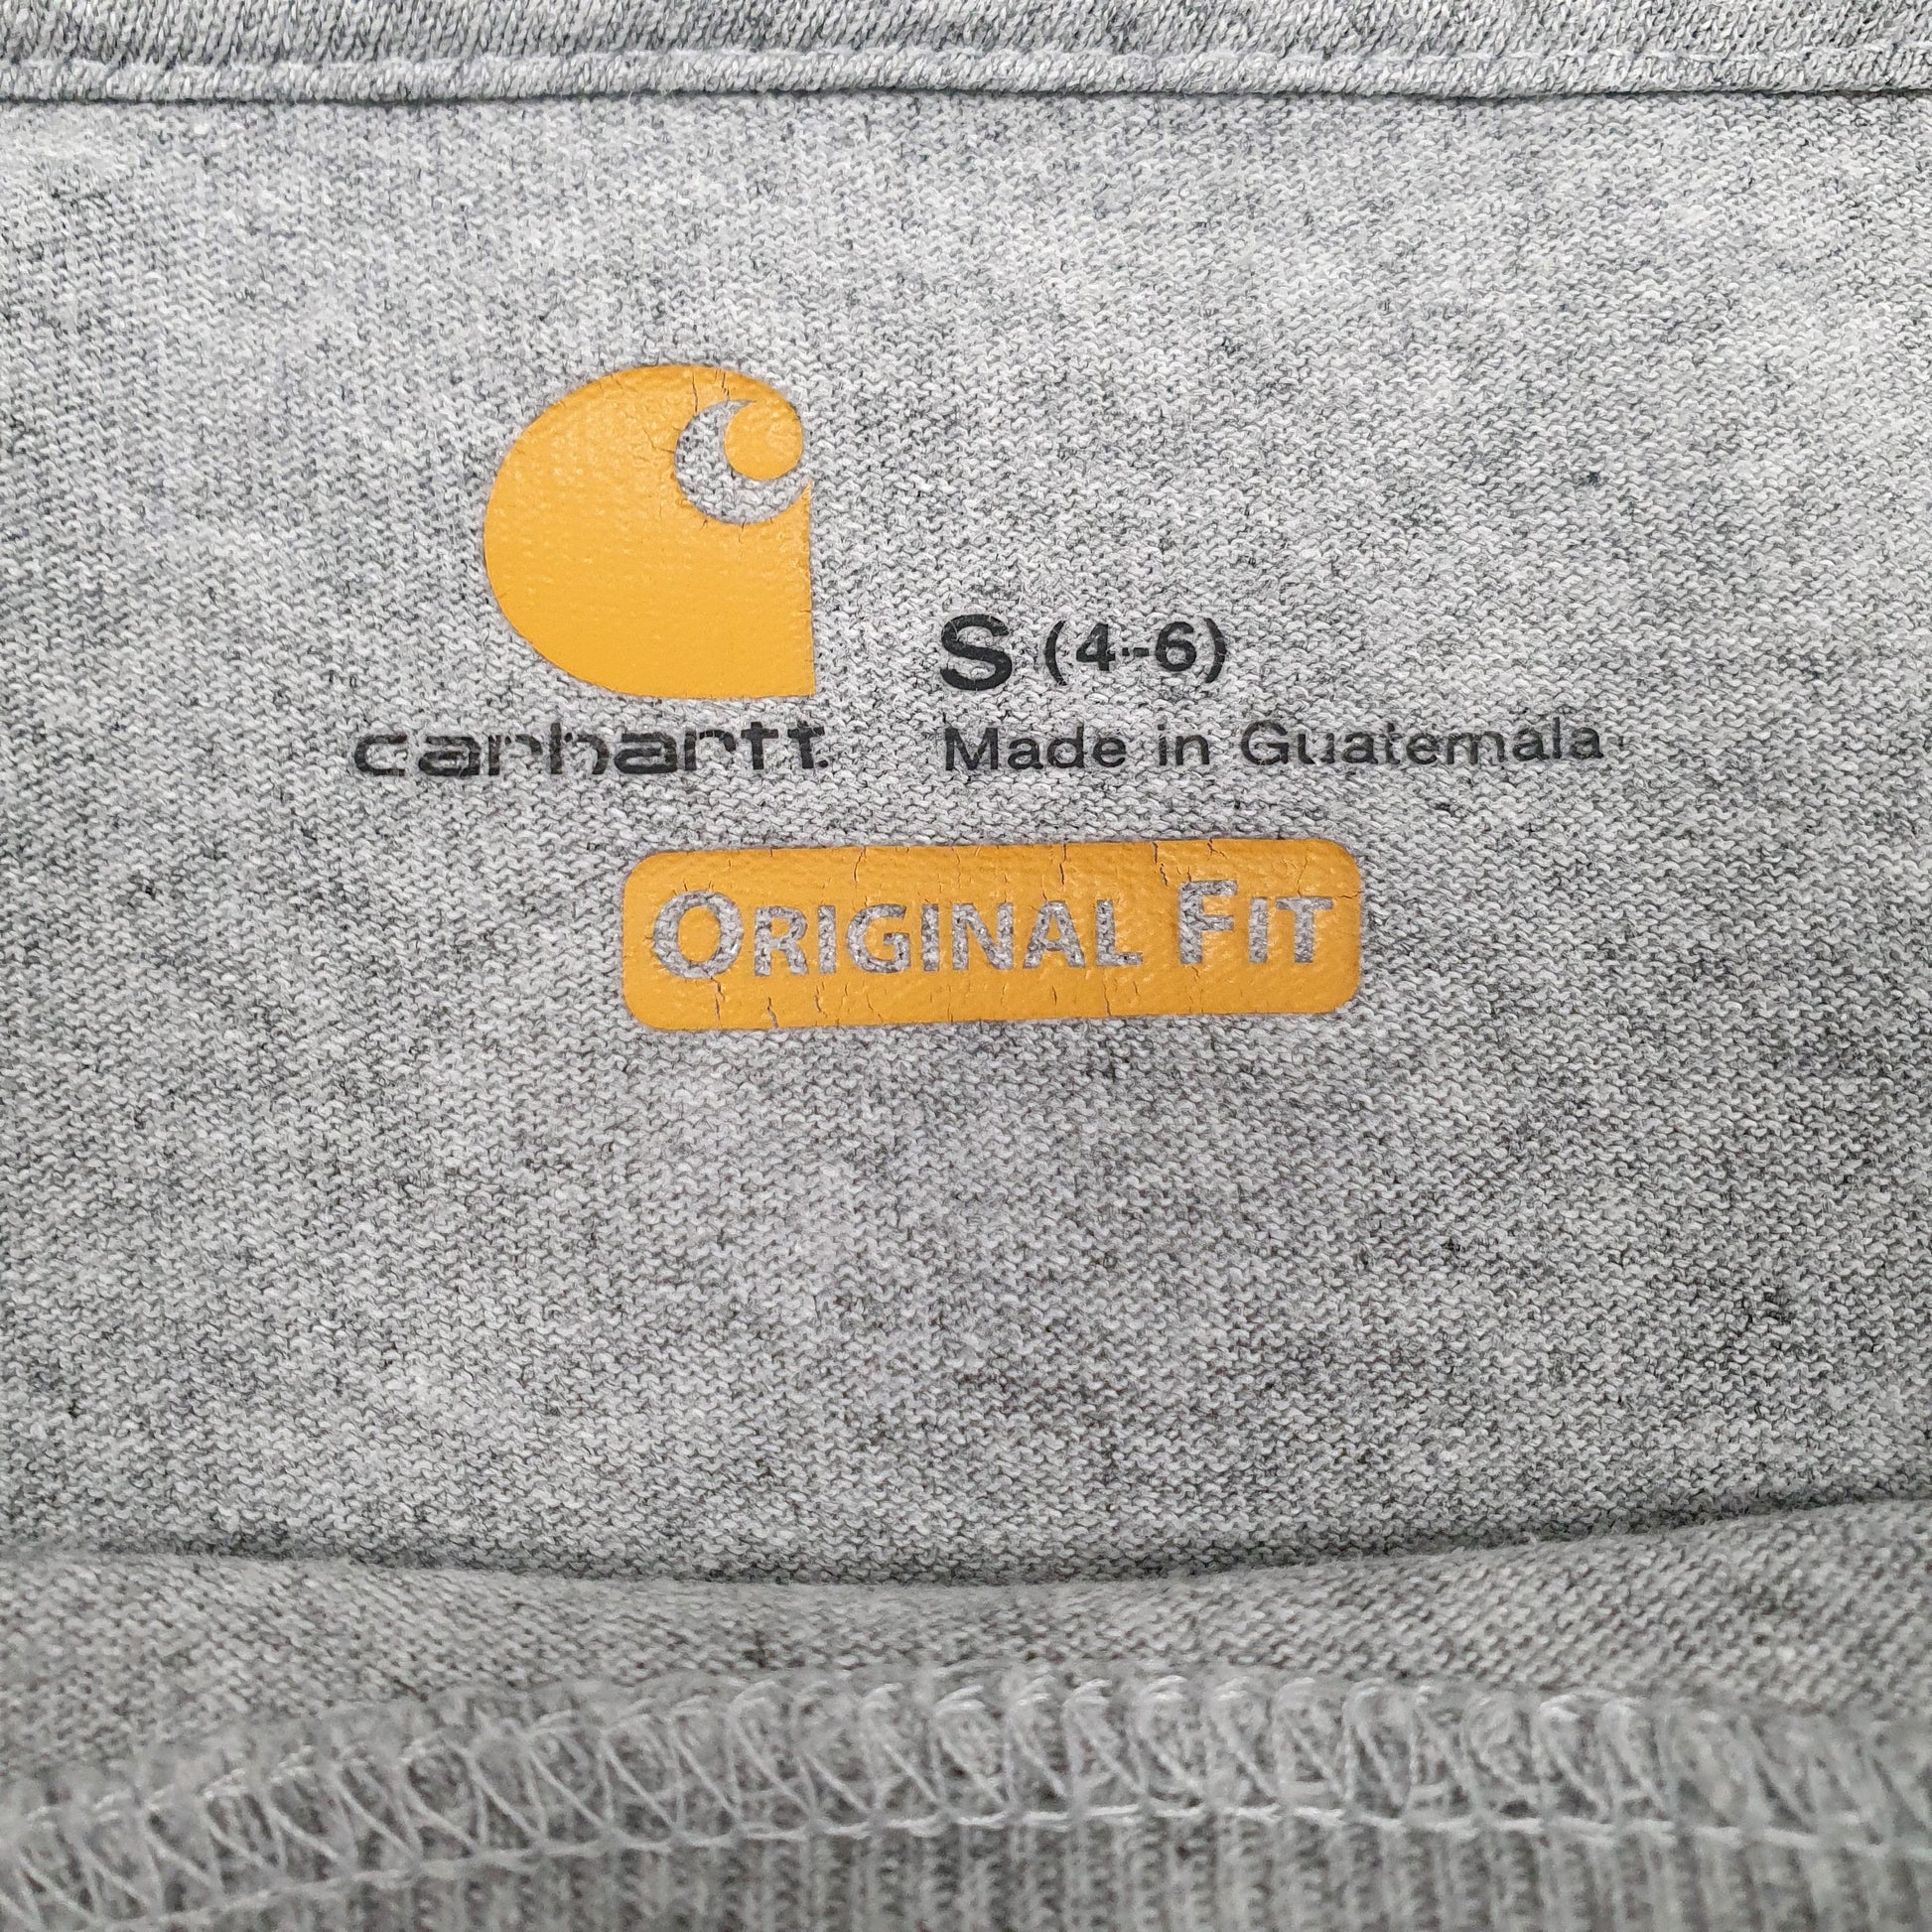 S (4-6)
carhartt Made in Guatemala
ORIGINAL FIT